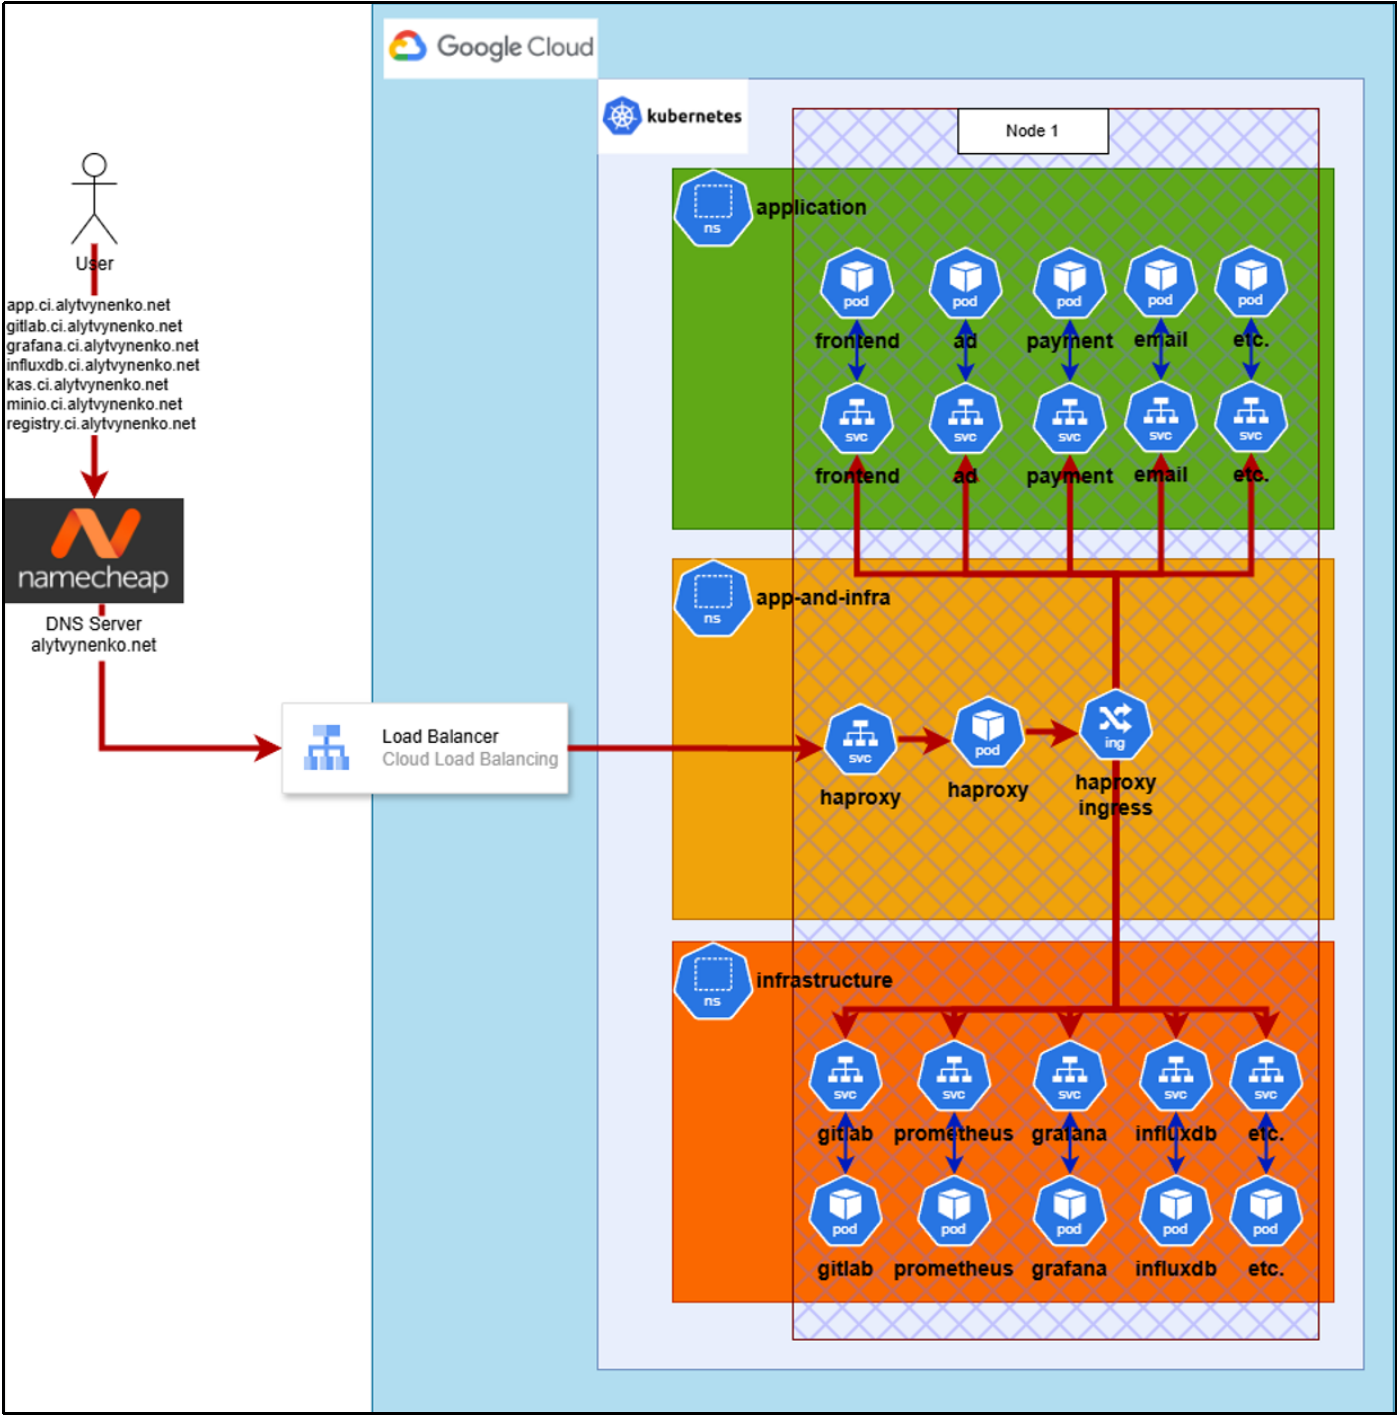 Google Cloud
kubernetes
Node 1
ns
application
pod
pod
pod
pod
pod
frontend
ad
payment
email
etc.
svc
svc
svc
svc
svc
frontend
ad
payment
email
etc.
User
app.ci.alytvynenko.net
gitlab.ci.alytvynenko.net
grafana.ci.alytvynenko.net
influxdb.ci.alytvynenko.net
kas.ci.alytvynenko.net
minio.ci.alytvynenko.net
registry.ci.alytvynenko.net
namecheap
DNS Server
alytvynenko.net
Load Balancer
Cloud Load Balancing
ns
app-and-infra
svc
haproxy
pod
haproxy
ing
haproxy
ingress
ns
infrastructure
svc
svc
svc
svc
svc
gitlab
prometheus
grafana
influxdb
etc.
pod
pod
pod
pod
pod
gitlab
prometheus
grafana
influxdb
etc.